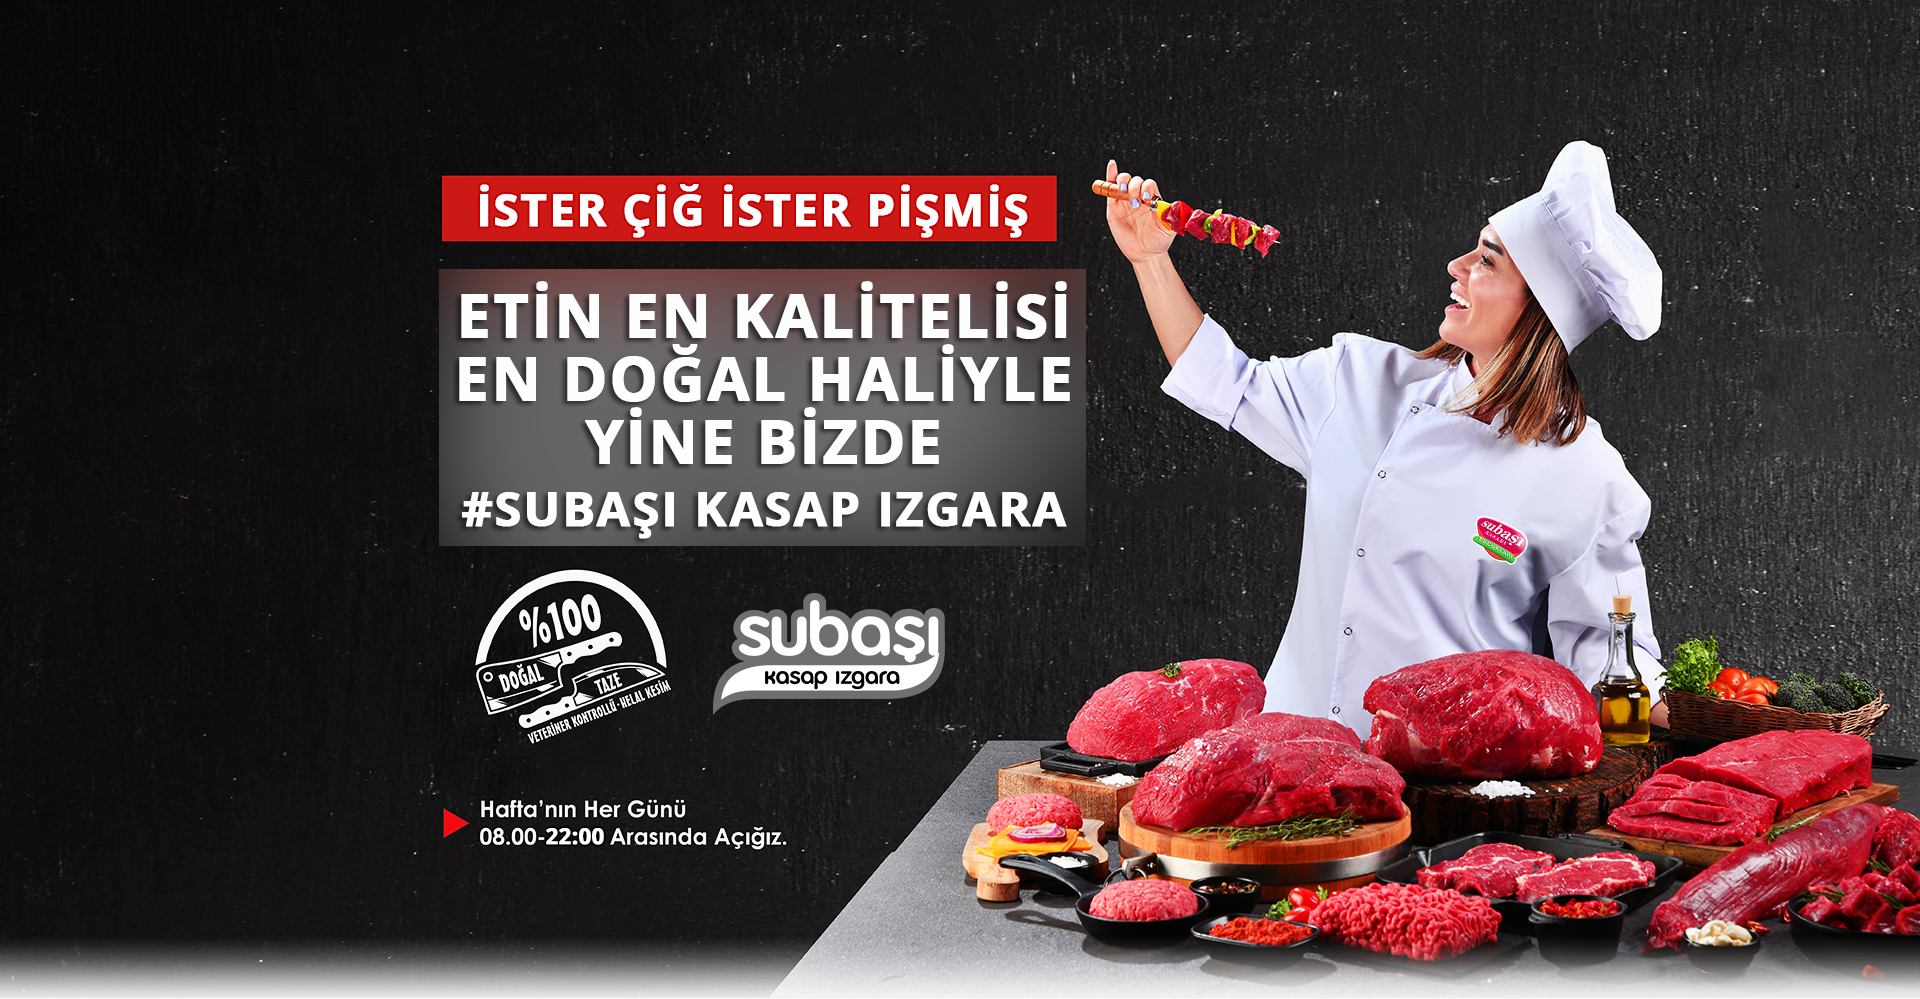 İSTER ÇİĞ İSTER PİŞMİŞ
ETİN EN KALİTELİSİ
EN DOĞAL HALİYLE
YİNE BİZDE
#SUBAŞI KASAP IZGARA
%100
DOĞAL
TAZE
VETERİNER KONTROLLÜ-HELAL KESİM
subaşı
kasap ızgara
Hafta'nın Her Günü
08.00-22:00 Arasında Açığız.
subaşı